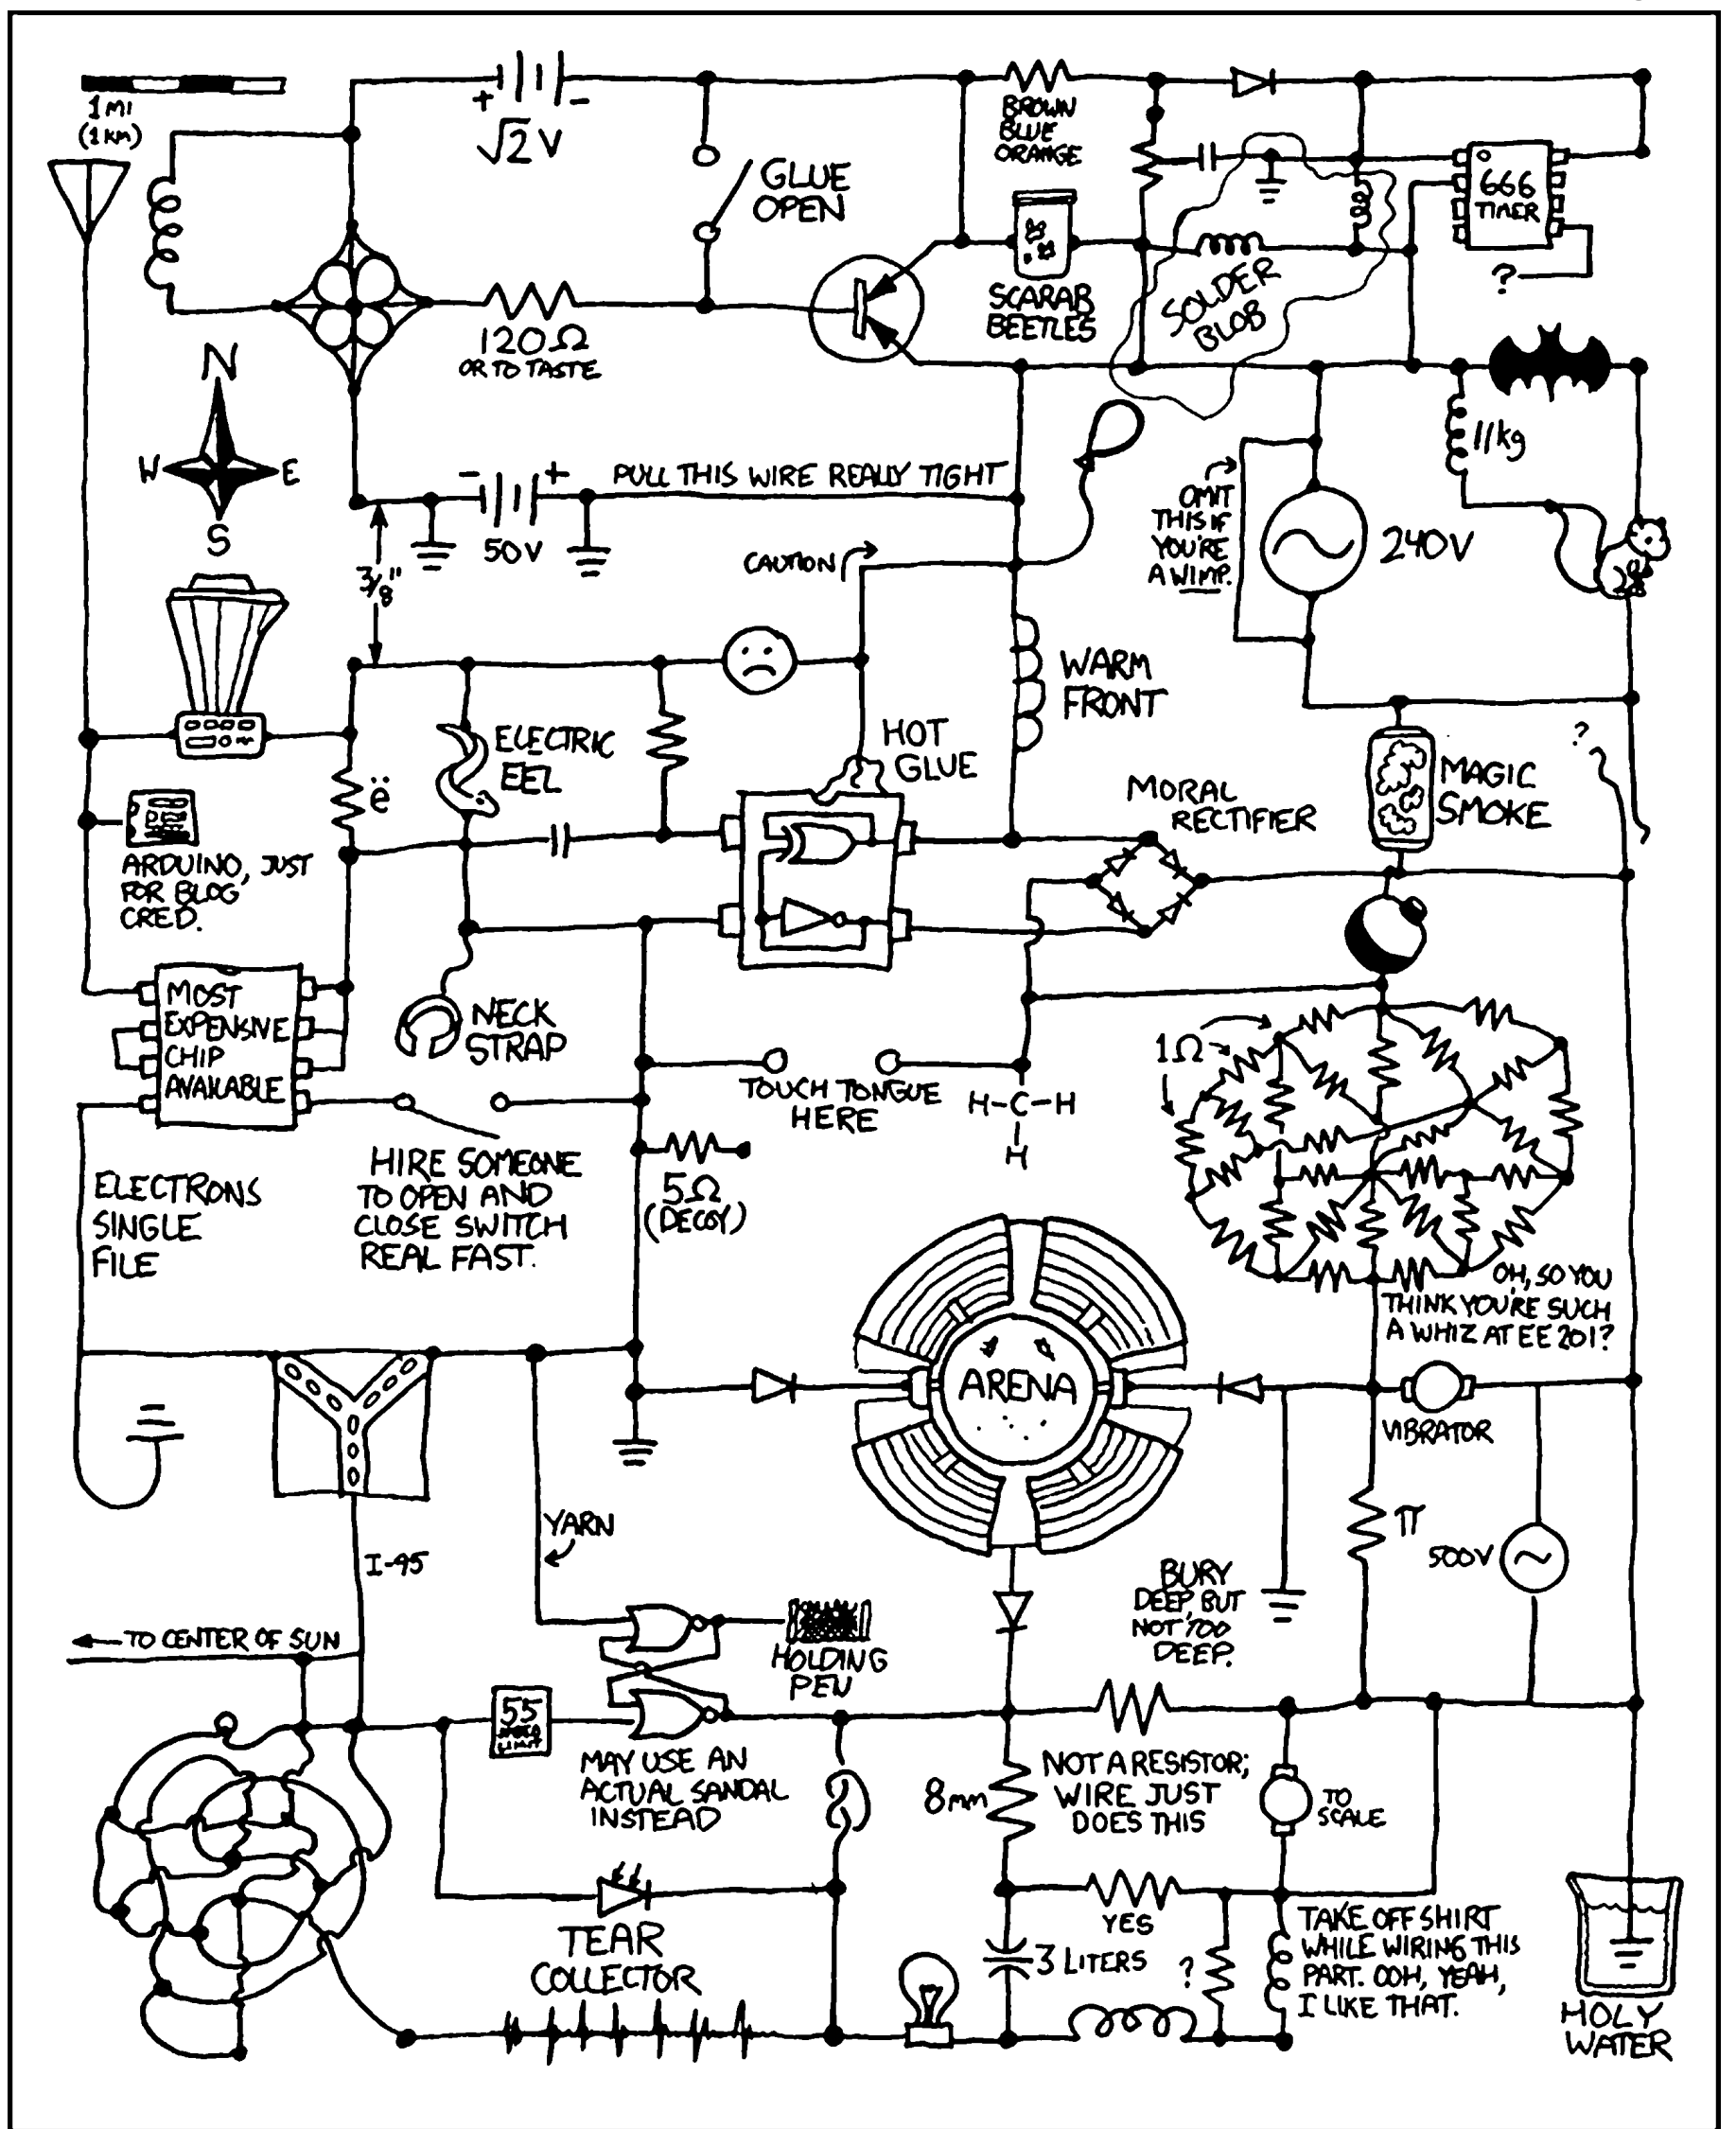 1 MI
(1 KM)
+ -
√2 V
GLUE
OPEN
BROWN
BLUE
ORANGE
666
TIMER
?
SCARAB
BEETLES
SOLDER
BLOB
120Ω
OR TO TASTE
N
W E
S
- +
50V
PULL THIS WIRE REALLY TIGHT
11kg
OMIT
THIS IF
YOU'RE
A WIMP.
240V
CAUTION
3/8"
WARM
FRONT
ELECTRIC
EEL
HOT
GLUE
ë
MORAL
RECTIFIER
?
MAGIC
SMOKE
ARDUINO, JUST
FOR BLOG
CRED.
MOST
EXPENSIVE
CHIP
AVAILABLE
NECK
STRAP
TOUCH TONGUE
HERE
H-C-H
H
1Ω
5Ω
(DECOY)
HIRE SOMEONE
TO OPEN AND
CLOSE SWITCH
REAL FAST.
ELECTRONS
SINGLE
FILE
OH, SO YOU
THINK YOU'RE SUCH
A WHIZ AT EE 201?
ARENA
VIBRATOR
YARN
I-95
π
500V
BURY
DEEP, BUT
NOT TOO
DEEP.
TO CENTER OF SUN
HOLDING
PEN
55
SPEED
LIMIT
MAY USE AN
ACTUAL SANDAL
INSTEAD
8mm
NOT A RESISTOR;
WIRE JUST
DOES THIS
TO
SCALE
TEAR
COLLECTOR
YES
3 LITERS
?
TAKE OFF SHIRT
WHILE WIRING THIS
PART. OOH, YEAH,
I LIKE THAT.
HOLY
WATER